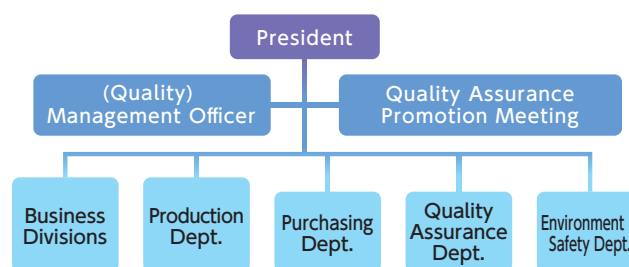 President
(Quality)
Management Officer
Quality Assurance
Promotion Meeting
Business
Divisions
Production
Dept.
Purchasing
Dept.
Quality
Assurance
Dept.
Environment
Safety Dept.